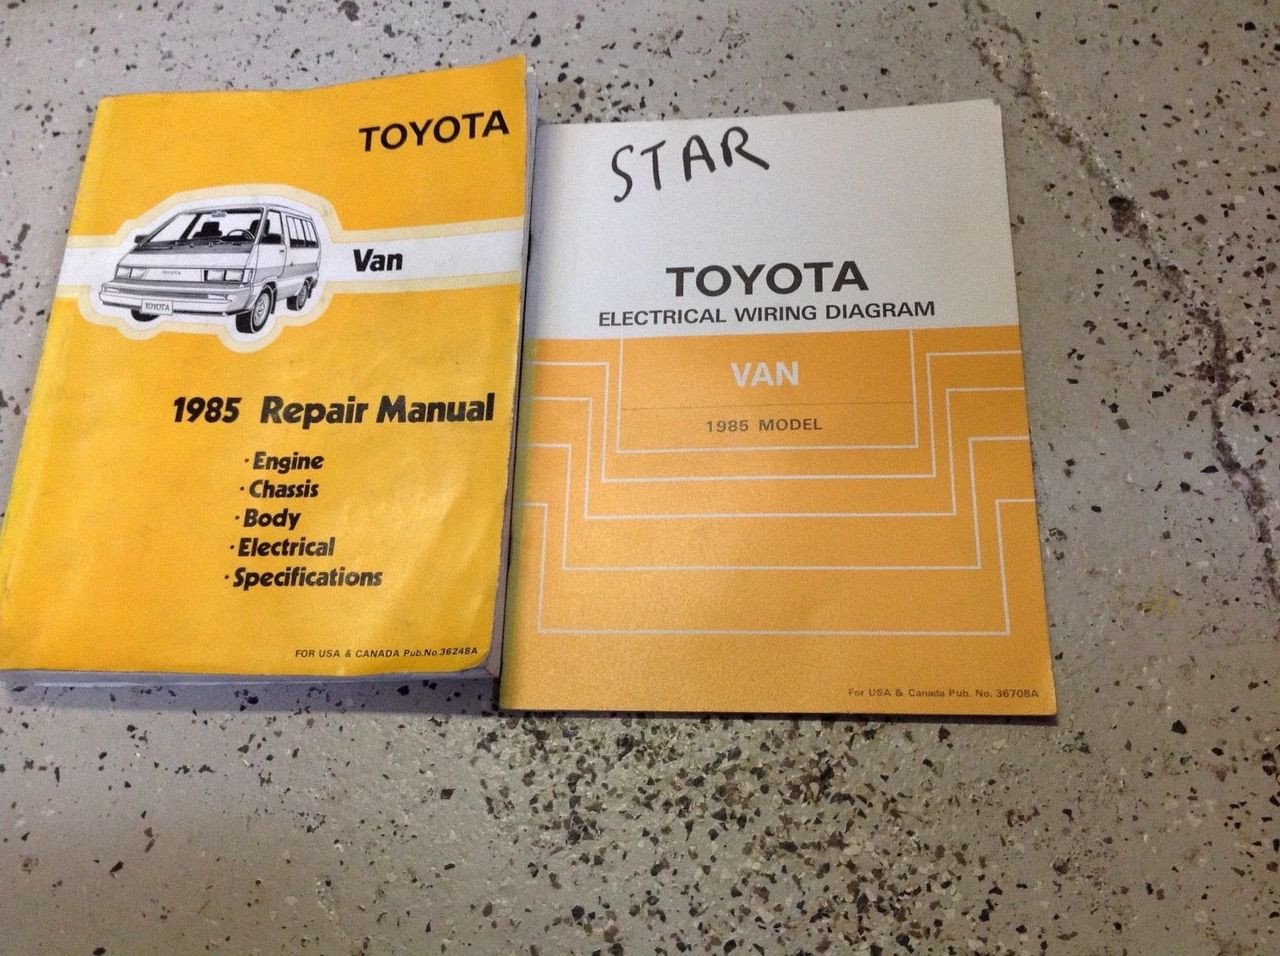 TOYOTA
TOYOTA
TOYOTA
Van
1985 Repair Manual
· Engine
· Chassis
· Body
· Electrical
· Specifications
FOR USA & CANADA Pub.No.36248A
STAR
TOYOTA
ELECTRICAL WIRING DIAGRAM
VAN
1985 MODEL
For USA & Canada Pub. No. 36708A